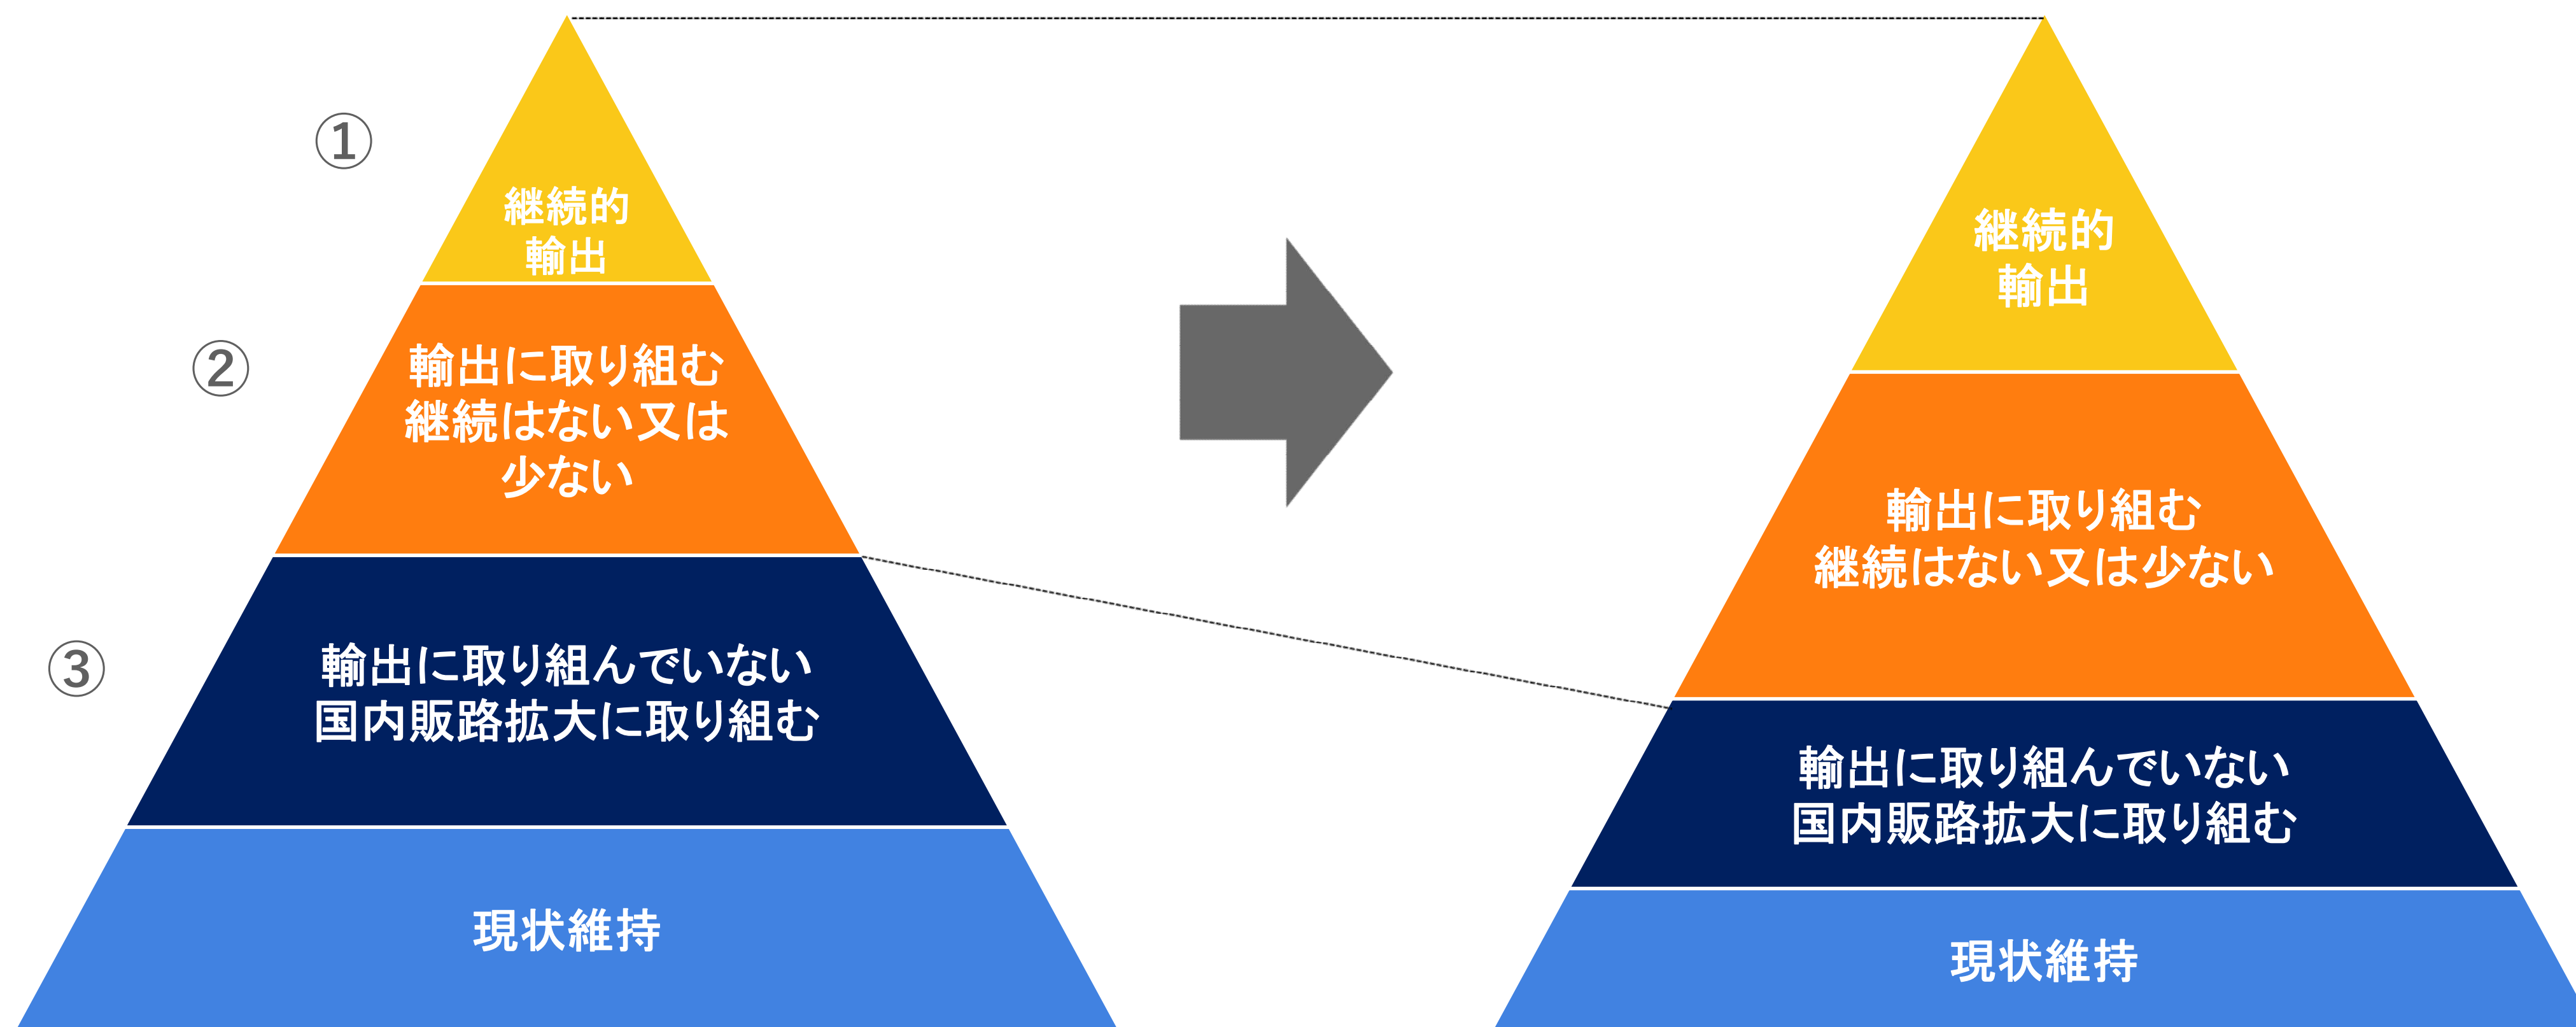 ①
継続的
輸出
②
輸出に取り組む
継続はない又は
少ない
③
輸出に取り組んでいない
国内販路拡大に取り組む
現状維持
継続的
輸出
輸出に取り組む
継続はない又は少ない
輸出に取り組んでいない
国内販路拡大に取り組む
現状維持